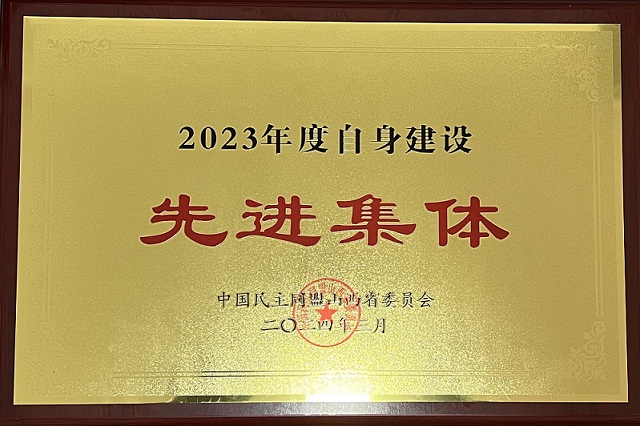 2023年度自身建设
先进集体
中国民主同盟山西省委员会
二〇二四年三月